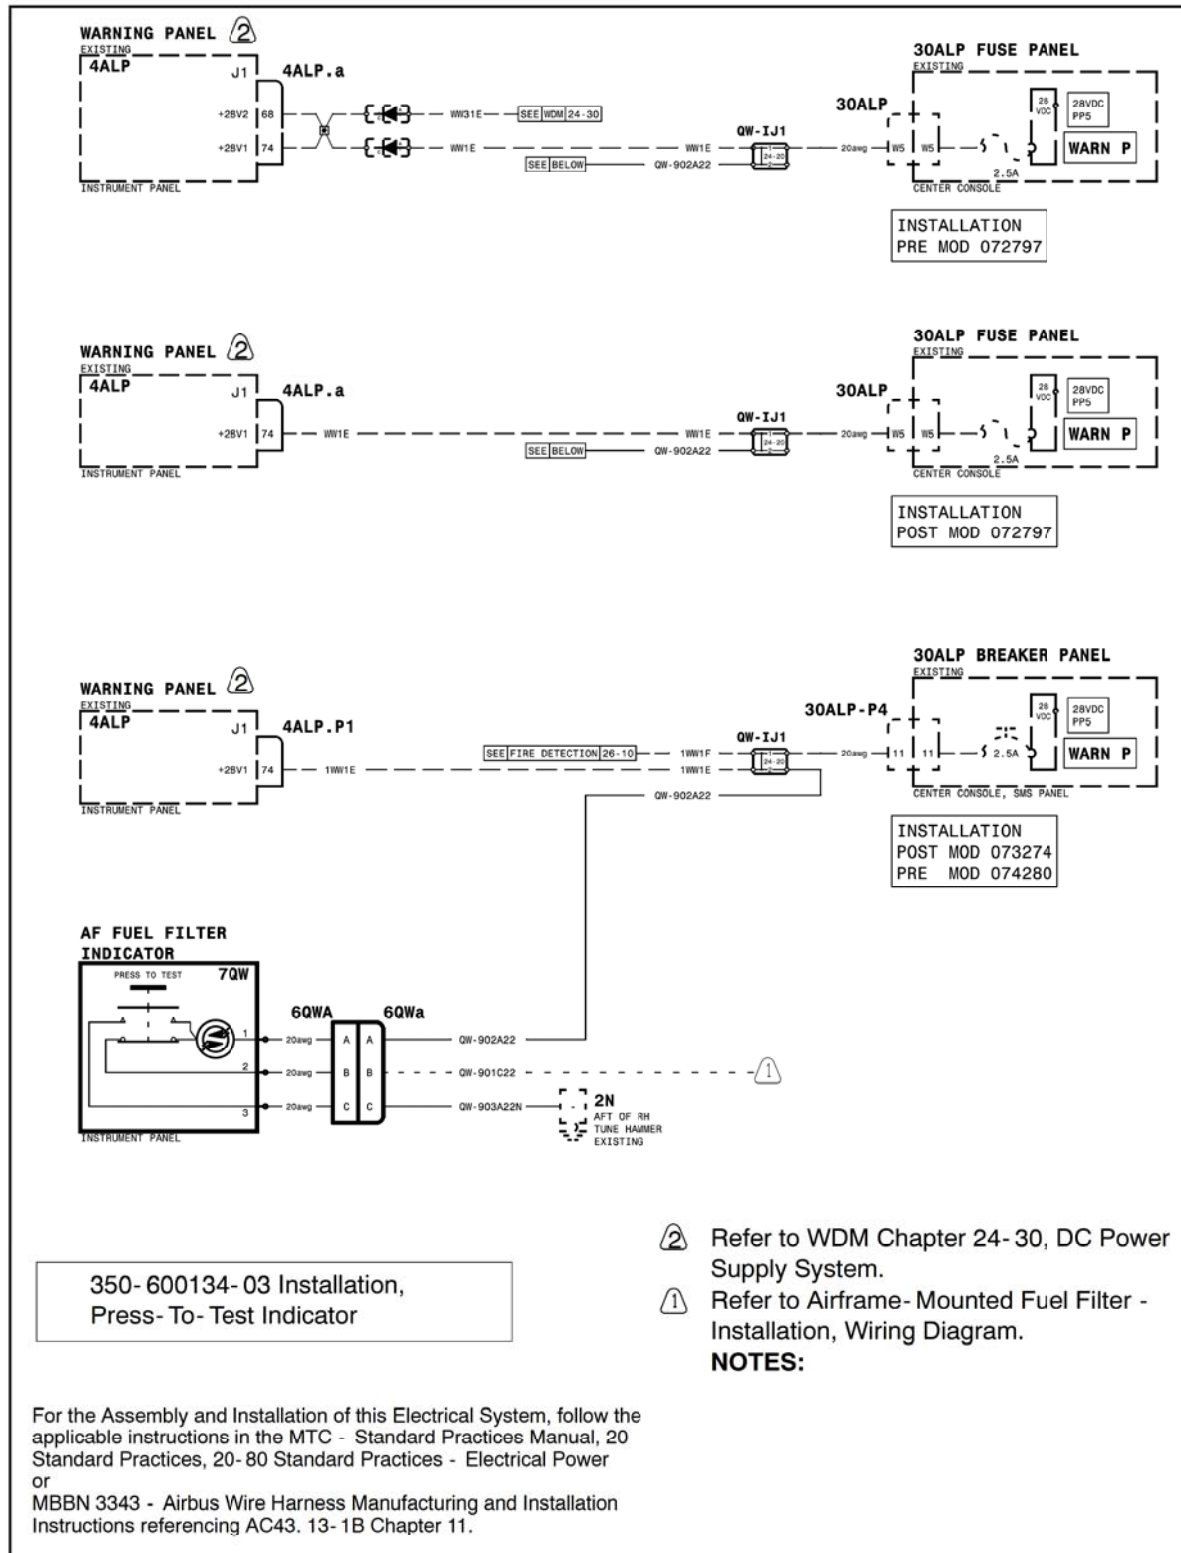 WARNING PANEL 2
EXISTING
4ALP
J1
4ALP.a
+28V2 68
+28V1 74
INSTRUMENT PANEL
WW31E
SEE WDM 24-30
WW1E
SEE BELOW
QW-902A22
QW-IJ1
1
24-20
2
20awg
30ALP
W5 W5
30ALP FUSE PANEL
EXISTING
28
VDC
28VDC
PP5
WARN P
2.5A
CENTER CONSOLE
INSTALLATION
PRE MOD 072797
WARNING PANEL 2
EXISTING
4ALP
J1
4ALP.a
+28V1 74
INSTRUMENT PANEL
WW1E
WW1E
SEE BELOW
QW-902A22
QW-IJ1
1
24-20
2
20awg
30ALP
W5 W5
30ALP FUSE PANEL
EXISTING
28
VDC
28VDC
PP5
WARN P
2.5A
CENTER CONSOLE
INSTALLATION
POST MOD 072797
WARNING PANEL 2
EXISTING
4ALP
J1
4ALP.P1
+28V1 74
INSTRUMENT PANEL
1WW1E
SEE FIRE DETECTION 26-10
1WW1F
1WW1E
QW-902A22
QW-IJ1
1
24-20
2
20awg
30ALP-P4
11 11
30ALP BREAKER PANEL
EXISTING
28
VDC
28VDC
PP5
WARN P
2.5A
CENTER CONSOLE, SMS PANEL
INSTALLATION
POST MOD 073274
PRE MOD 074280
AF FUEL FILTER
INDICATOR
PRESS TO TEST
7QW
6QWA
6QWa
1 20awg A A QW-902A22
2 20awg B B QW-901C22 1
3 20awg C C QW-903A22N
INSTRUMENT PANEL
2N
AFT OF RH
TUNE HAMMER
EXISTING
350-600134-03 Installation,
Press-To-Test Indicator
2 Refer to WDM Chapter 24-30, DC Power
Supply System.
1 Refer to Airframe-Mounted Fuel Filter -
Installation, Wiring Diagram.
NOTES:
For the Assembly and Installation of this Electrical System, follow the
applicable instructions in the MTC - Standard Practices Manual, 20
Standard Practices, 20-80 Standard Practices - Electrical Power
or
MBBN 3343 - Airbus Wire Harness Manufacturing and Installation
Instructions referencing AC43. 13-1B Chapter 11.